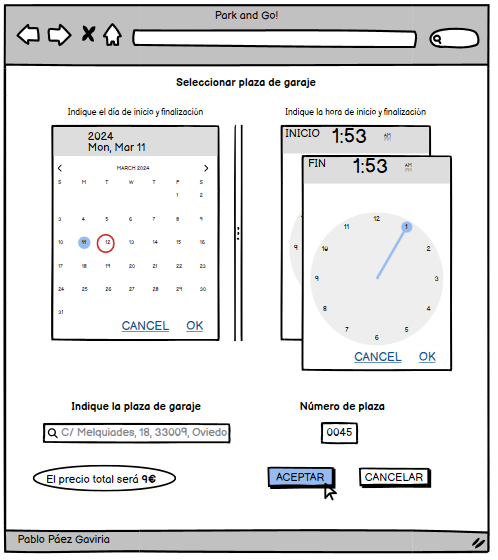 Park and Go!
Seleccionar plaza de garaje
Indique el día de inicio y finalización
2024
Mon, Mar 11
MARCH 2024
S M T W T F S
1 2
3 4 5 6 7 8 9
10 11 12 13 14 15 16
17 18 19 20 21 22 23
24 25 26 27 28 29 30
31
CANCEL OK
Indique la hora de inicio y finalización
INICIO 1:53 AM
9
8
FIN 1:53 AM
12
11 1
10 2
9 3
8 4
7 5
6
CANCEL OK
Indique la plaza de garaje
C/ Melquiades, 18, 33009, Oviedo
Número de plaza
0045
El precio total será 9€
ACEPTAR CANCELAR
Pablo Páez Gaviria